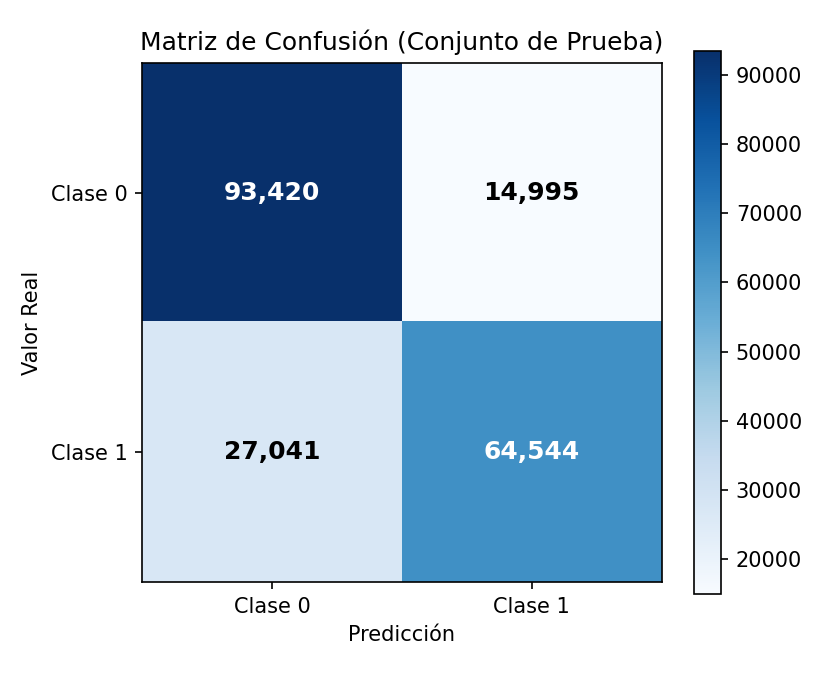 Matriz de Confusión (Conjunto de Prueba)
Valor Real
Clase 0
93,420
14,995
Clase 1
27,041
64,544
Clase 0
Clase 1
Predicción
90000
80000
70000
60000
50000
40000
30000
20000